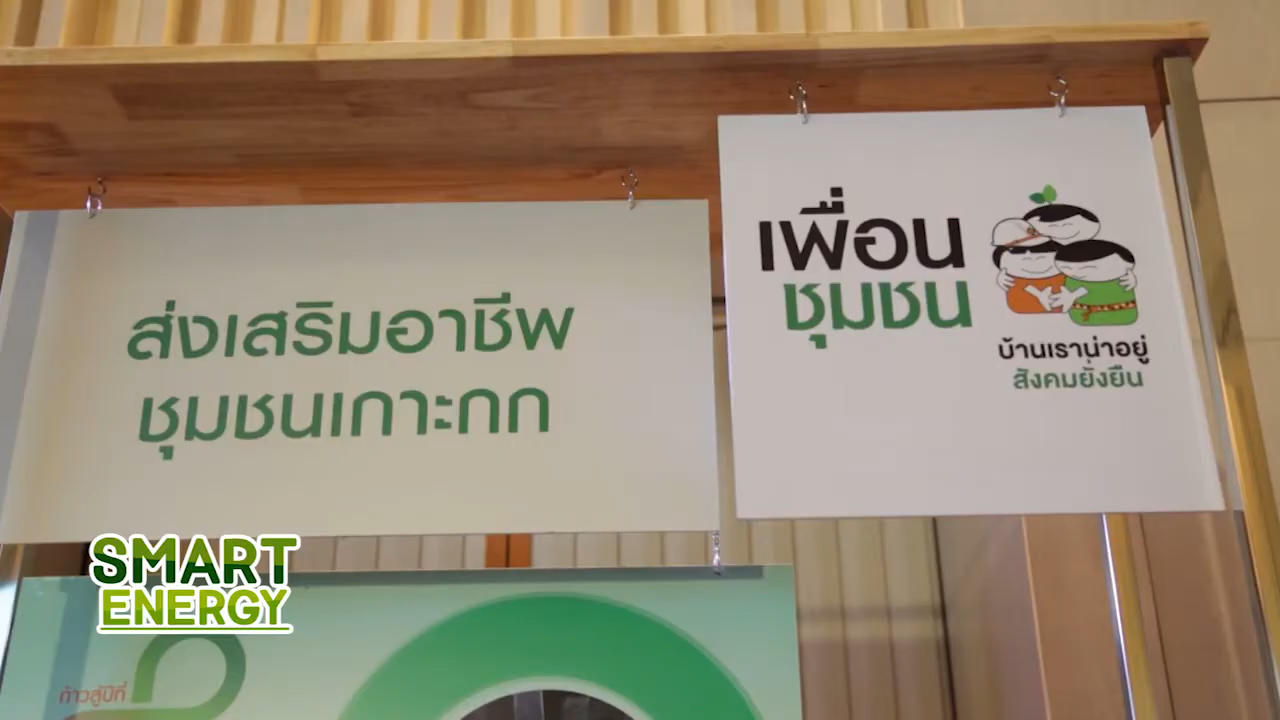 ส่งเสริมอาชีพ
ชุมชนเกาะกก
เพื่อน
ชุมชน
บ้านเราน่าอยู่
สังคมยั่งยืน
SMART
ENERGY
ก้าวสู่ปีที่